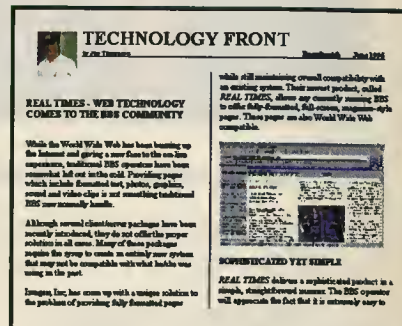 TECHNOLOGY FRONT
by Jim Thompson
June 1995
REAL TIMES - WEB TECHNOLOGY
COMES TO THE BBS COMMUNITY
While the World Wide Web has been heating up
the Internet and giving a new face to the on-line
experience, traditional BBS operators have been
somewhat left out in the cold. Providing pages
which include formatted text, photos, graphics,
sound and video clips is not something traditional
BBS can normally handle.
Although several client/server packages have been
recently introduced, they do not offer the proper
solution in all cases. Many of these packages
require the sysop to create an entirely new system
that may not be compatible with what he/she was
using in the past.
Imagen, Inc, has come up with a unique solution to
the problem of providing fully formatted pages
while still maintaining overall compatibility with
an existing system. Their newest product, called
REAL TIMES, allows any currently running BBS
to offer fully-formatted, full-screen, magazine-style
pages. These pages are also World Wide Web
compatible.
SOPHISTICATED YET SIMPLE
REAL TIMES delivers a sophisticated product in a
simple, straightforward manner. The BBS operator
will appreciate the fact that it is extremely easy to